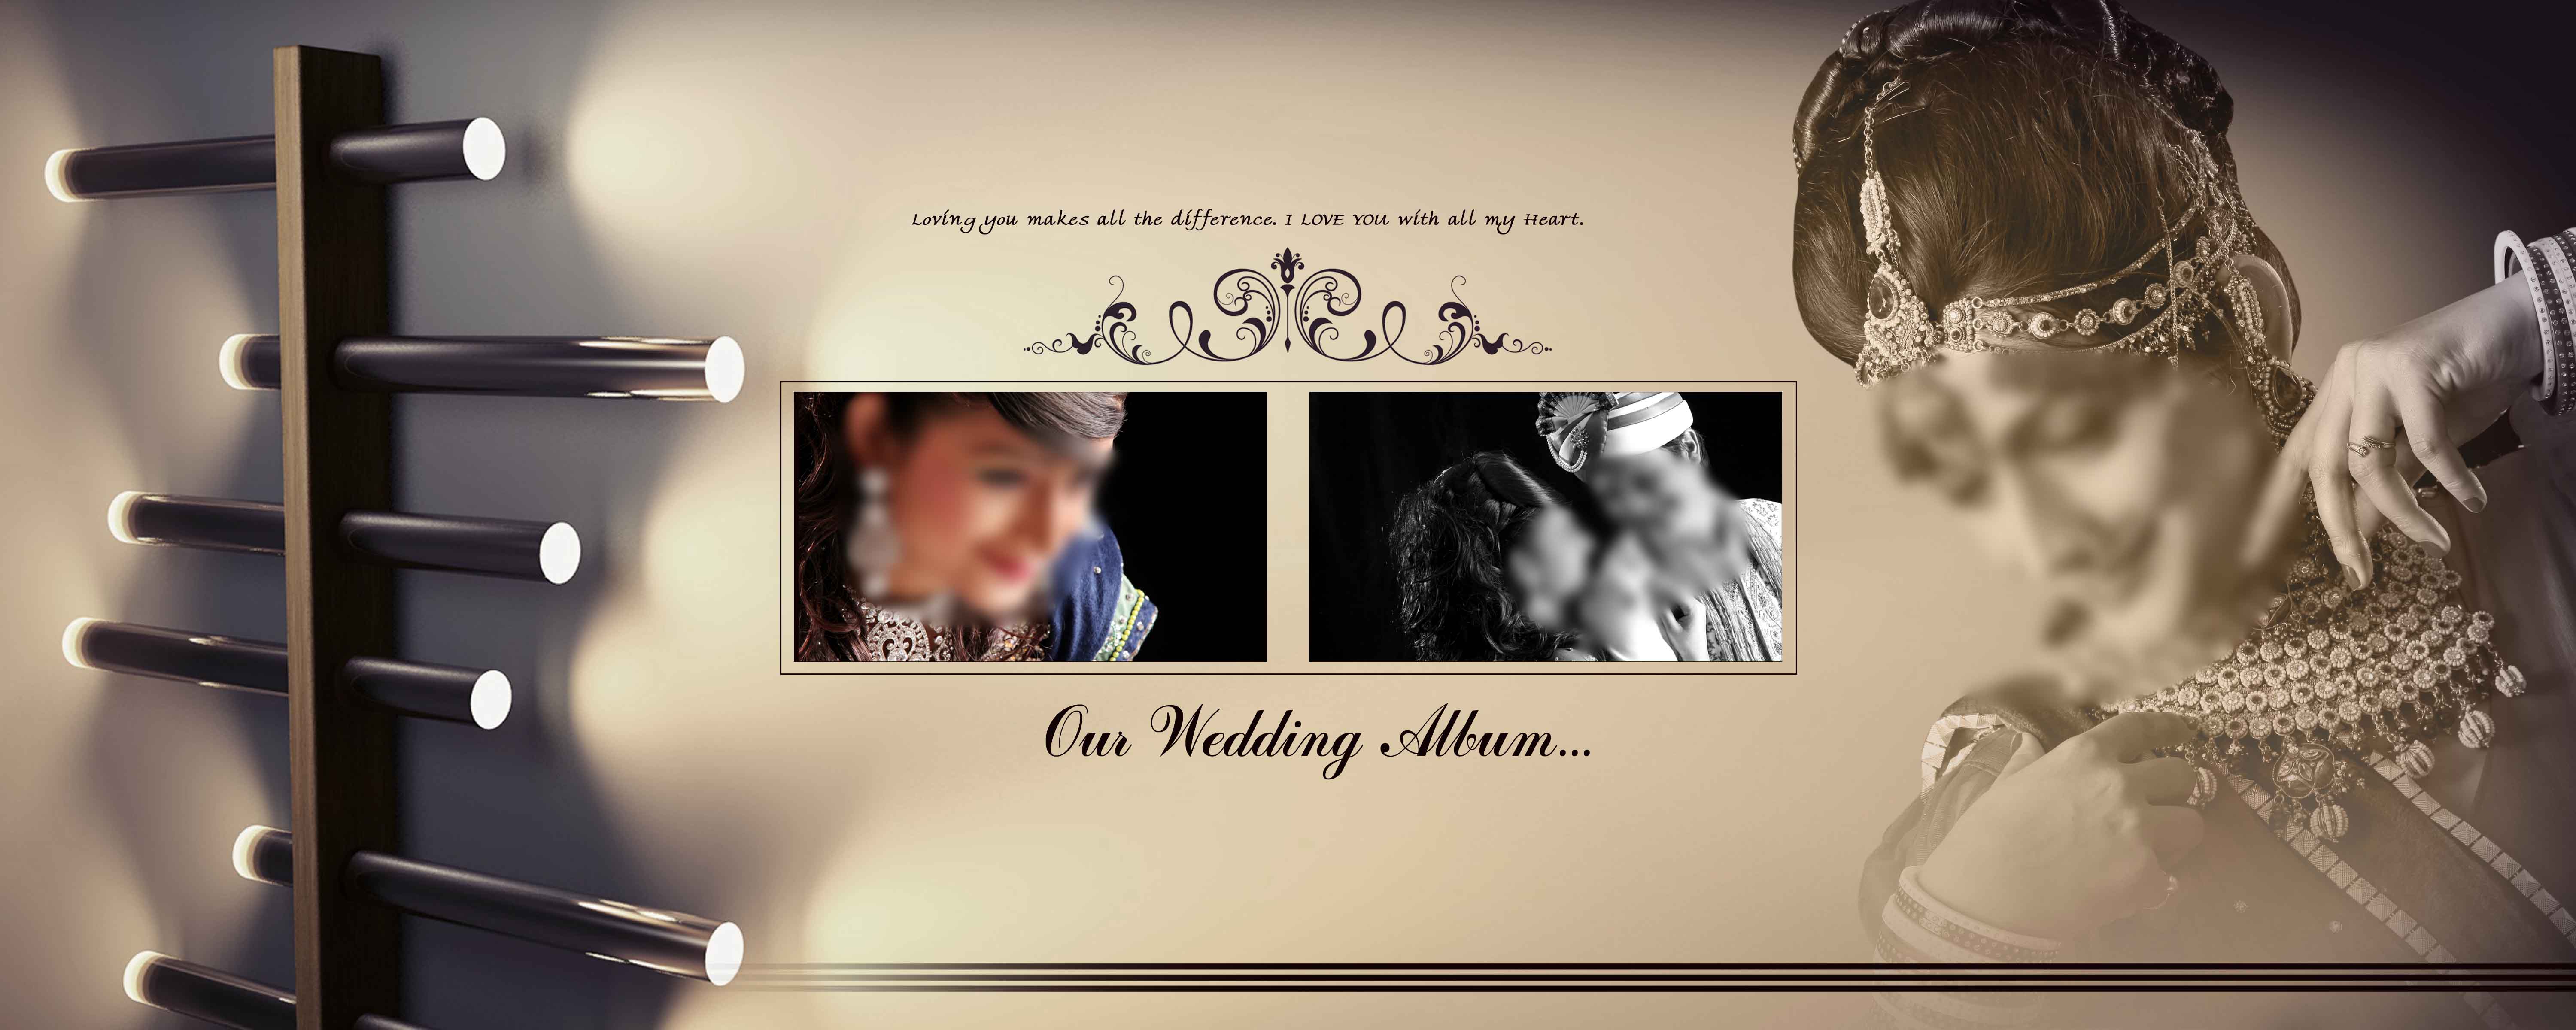 Loving you makes all the difference. I LOVE YOU with all my Heart.
Our Wedding Album...